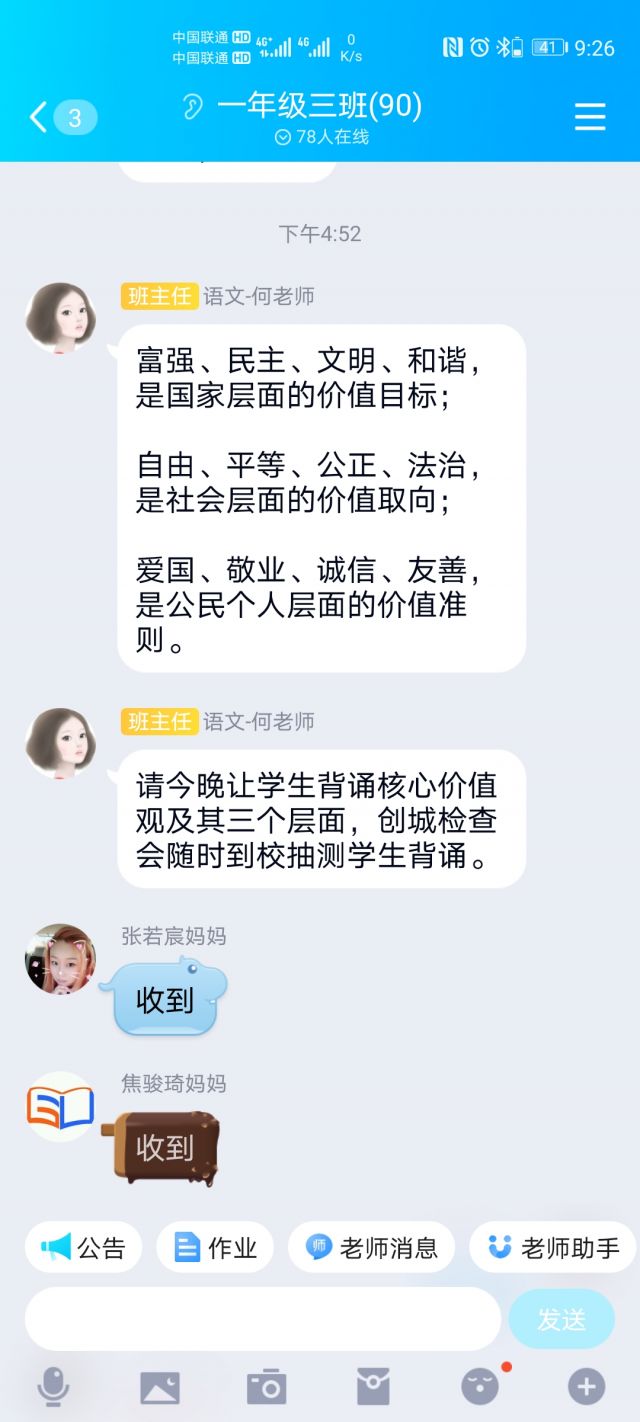 中国联通 HD 4G+ 4G 0
中国联通 HD K/s 41 9:26
3 一年级三班(90)
78人在线
下午4:52
班主任 语文-何老师
富强、民主、文明、和谐，
是国家层面的价值目标；
自由、平等、公正、法治，
是社会层面的价值取向；
爱国、敬业、诚信、友善，
是公民个人层面的价值准
则。
班主任 语文-何老师
请今晚让学生背诵核心价值
观及其三个层面，创城检查
会随时到校抽测学生背诵。
张若宸妈妈
收到
焦骏琦妈妈
收到
公告 作业 师 老师消息 老师助手
发送